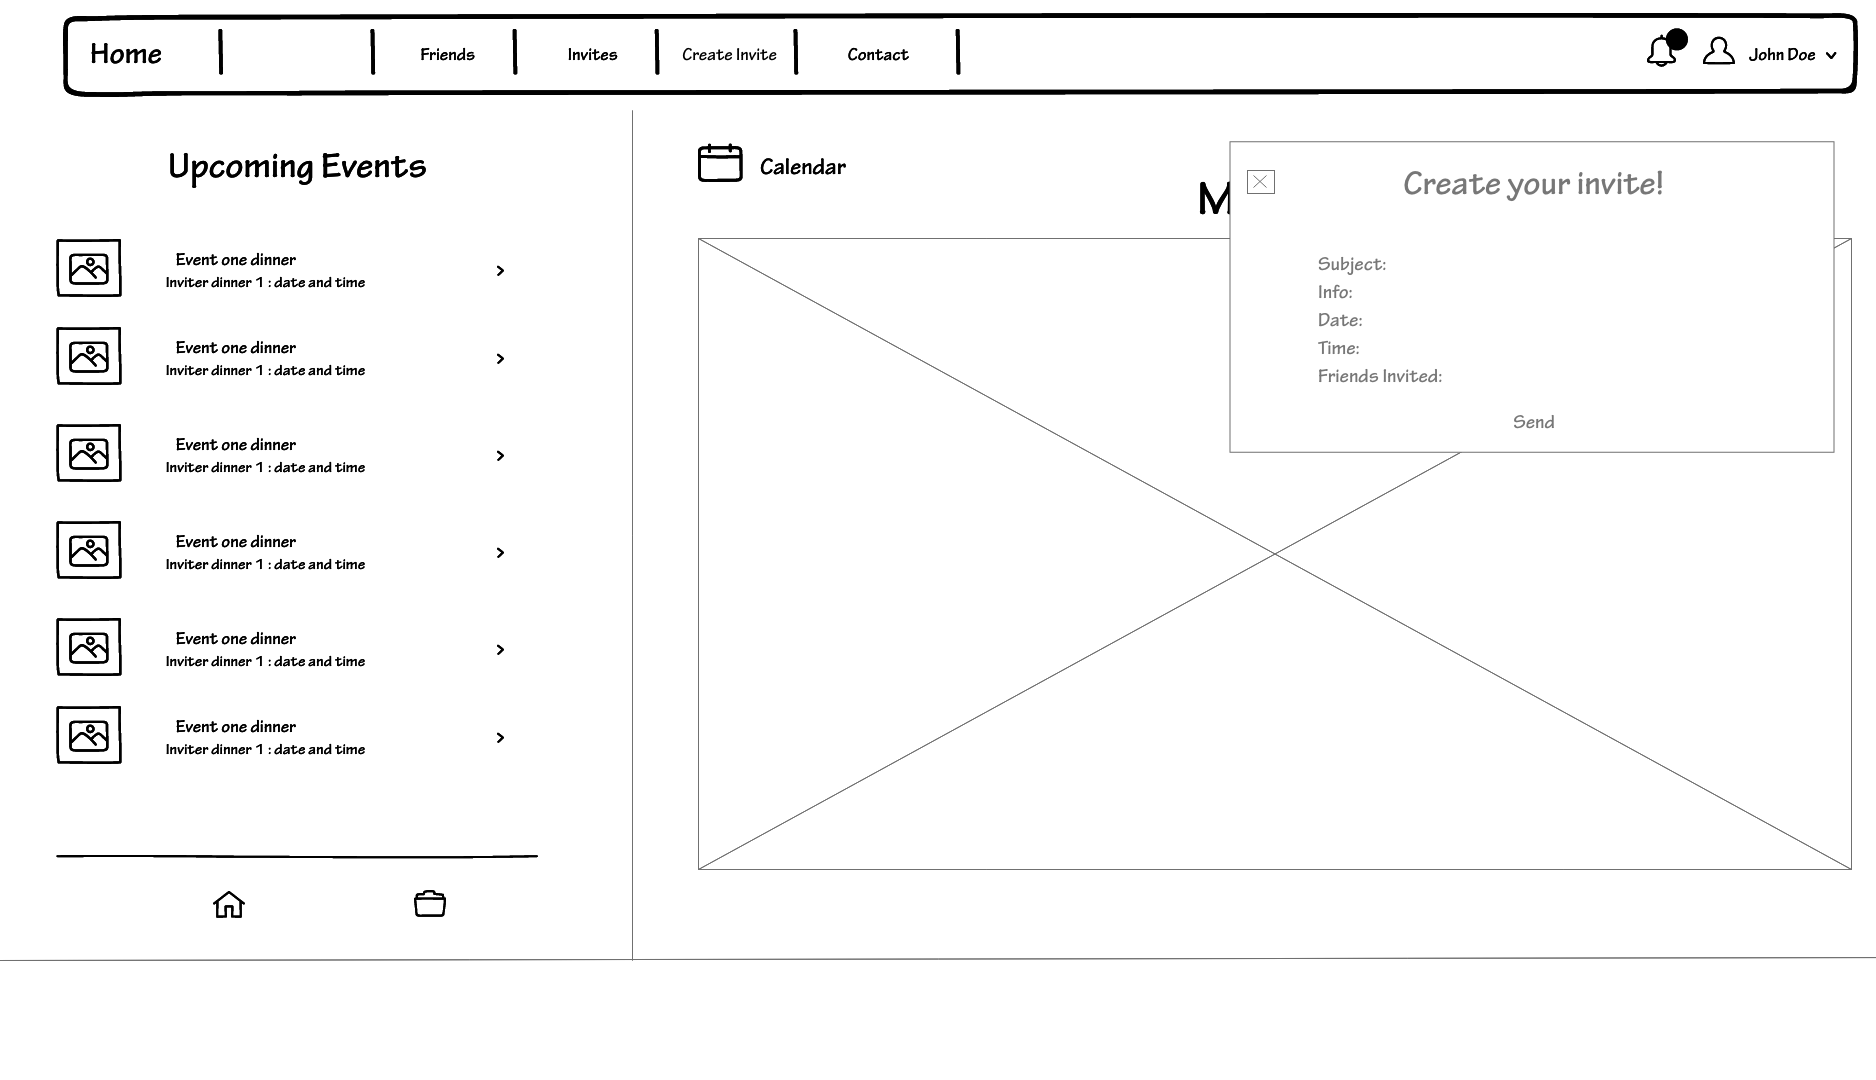 Home
Friends
Invites
Create Invite
Contact
John Doe
Upcoming Events
Event one dinner
Inviter dinner 1 : date and time
Event one dinner
Inviter dinner 1 : date and time
Event one dinner
Inviter dinner 1 : date and time
Event one dinner
Inviter dinner 1 : date and time
Event one dinner
Inviter dinner 1 : date and time
Event one dinner
Inviter dinner 1 : date and time
Calendar
Create your invite!
Subject:
Info:
Date:
Time:
Friends Invited:
Send